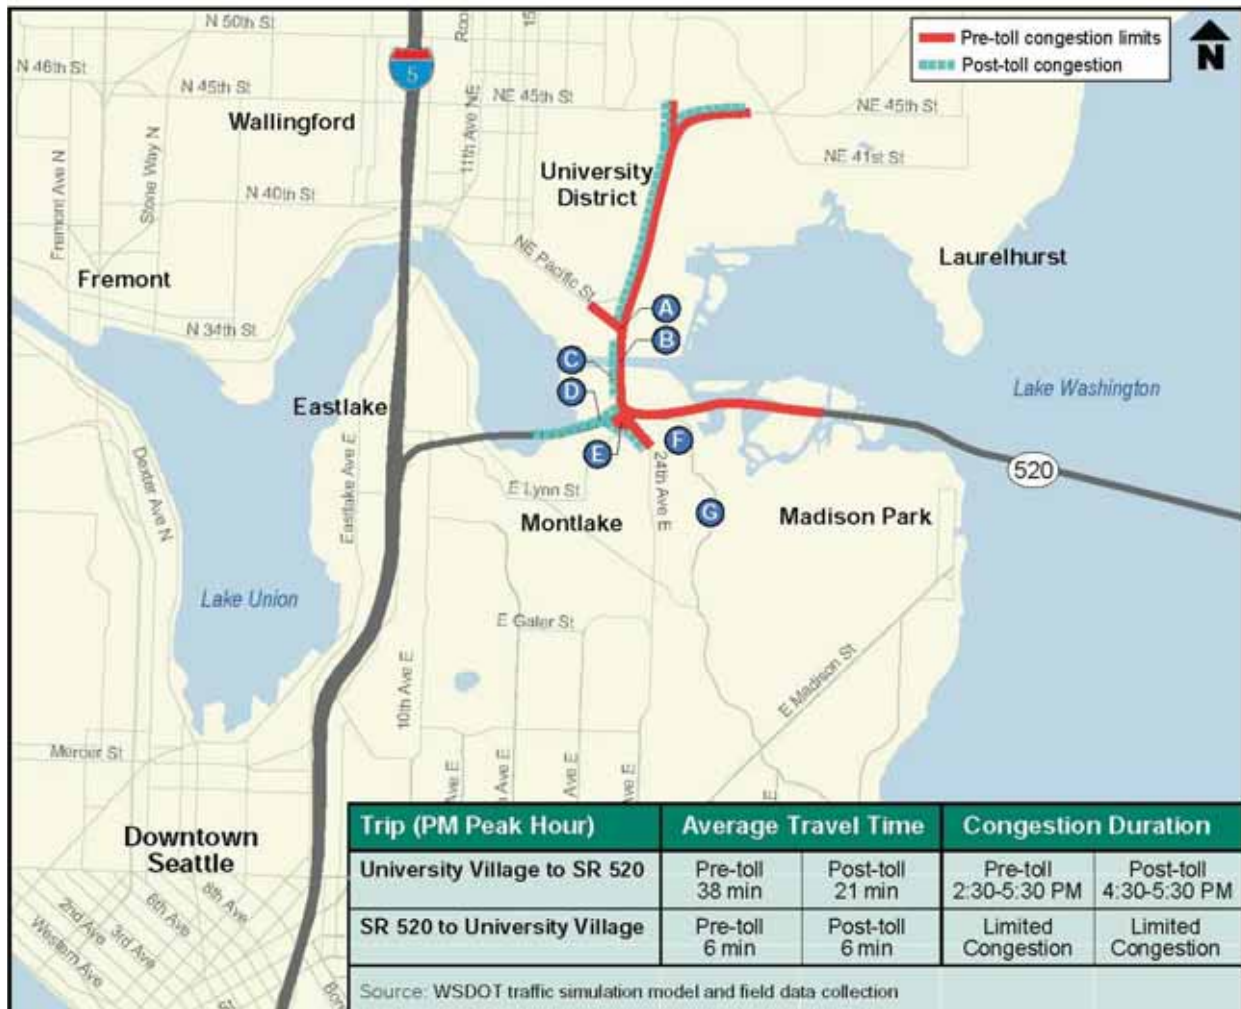 N 50th St
Pre-toll congestion limits
Post-toll congestion
N
N 46th St
5
N 45th St
NE 45th St
NE 45th St
Wallingford
11th Ave NE
NE 41st St
University
District
Fremont Ave N
Stone Way N
N 40th St
NE Pacific St
Laurelhurst
Fremont
A
N 34th St
B
C
Lake Washington
D
Eastlake
E
F
520
Dexter Ave N
Eastlake Ave E
E Lynn St
24th Ave E
G
Montlake
Madison Park
Lake Union
E Galer St
10th Ave E
E Madison St
Mercer St
Ave E
Ave E
Ave E
E
Downtown
Seattle
8th Ave
6th Ave
2nd Ave
3rd Ave
Western Ave
Trip (PM Peak Hour) Average Travel Time Congestion Duration
University Village to SR 520 Pre-toll Post-toll Pre-toll Post-toll
38 min 21 min 2:30-5:30 PM 4:30-5:30 PM
SR 520 to University Village Pre-toll Post-toll Limited Limited
6 min 6 min Congestion Congestion
Source: WSDOT traffic simulation model and field data collection